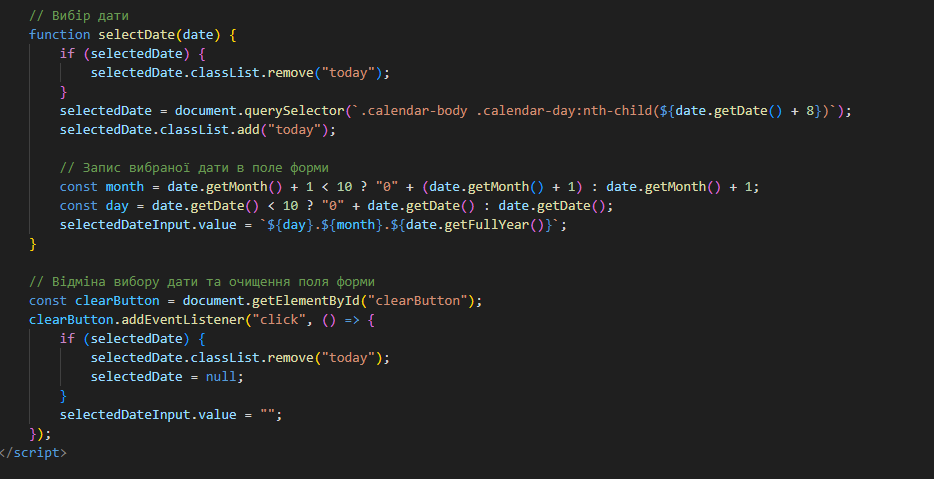 // Вибір дати
function selectDate(date) {
if (selectedDate) {
selectedDate.classList.remove("today");
}
selectedDate = document.querySelector(`.calendar-body .calendar-day:nth-child(${date.getDate() + 8})`);
selectedDate.classList.add("today");
// Запис вибраної дати в поле форми
const month = date.getMonth() + 1 < 10 ? "0" + (date.getMonth() + 1) : date.getMonth() + 1;
const day = date.getDate() < 10 ? "0" + date.getDate() : date.getDate();
selectedDateInput.value = `${day}.${month}.${date.getFullYear()}`;
}
// Відміна вибору дати та очищення поля форми
const clearButton = document.getElementById("clearButton");
clearButton.addEventListener("click", () => {
if (selectedDate) {
selectedDate.classList.remove("today");
selectedDate = null;
}
selectedDateInput.value = "";
});
</script>